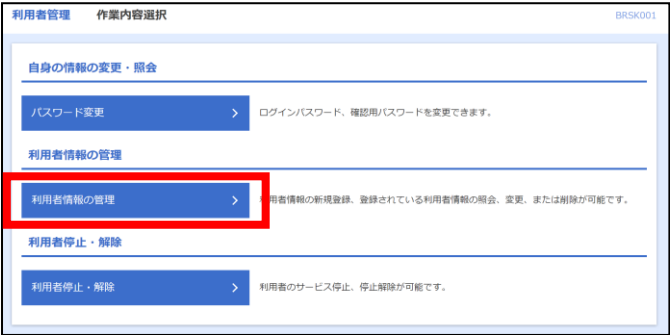 利用者管理 作業内容選択 BRSK001
自身の情報の変更・照会
パスワード変更 ログインパスワード、確認用パスワードを変更できます。
利用者情報の管理
利用者情報の管理 用者情報の新規登録、登録されている利用者情報の照会、変更、または削除が可能です。
利用者停止・解除
利用者停止・解除 利用者のサービス停止、停止解除が可能です。